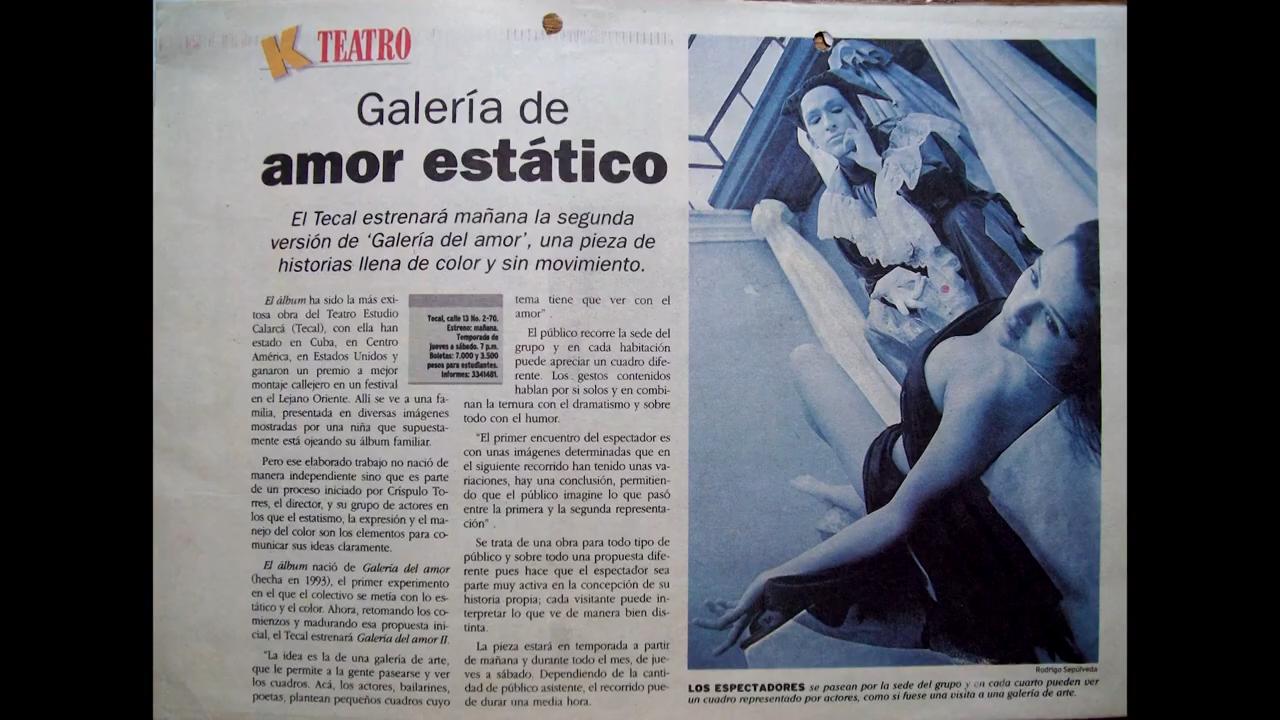 K TEATRO
Galería de
amor estático
El Tecal estrenará mañana la segunda
versión de ‘Galería del amor’, una pieza de
historias llena de color y sin movimiento.
El álbum ha sido la más exi-
tosa obra del Teatro Estudio
Calarcá (Tecal), con ella han
estado en Cuba, en Centro
América, en Estados Unidos y
ganaron un premio a mejor
montaje callejero en un festival
en el Lejano Oriente. Allí se ve a una fa-
milia, presentada en diversas imágenes
mostradas por una niña que supuesta-
mente está ojeando su álbum familiar.
Pero ese elaborado trabajo no nació de
manera independiente sino que es parte
de un proceso iniciado por Críspulo To-
rres, el director, y su grupo de actores en
los que el estatismo, la expresión y el ma-
nejo del color son los elementos para co-
municar sus ideas claramente.
El álbum nació de Galería del amor
(hecha en 1993), el primer experimento
en el que el colectivo se metía con lo es-
tático y el color. Ahora, retomando los co-
mienzos y madurando esa propuesta ini-
cial, el Tecal estrenará Galería del amor II.
“La idea es la de una galería de arte,
que le permite a la gente pasearse y ver
los cuadros. Acá, los actores, bailarines,
poetas, plantean pequeños cuadros cuyo
Tecal, calle 13 No. 2-70.
Estreno: mañana.
Temporada de
jueves a sábado. 7 p.m.
Boletas: 7.000 y 3.500
pesos para estudiantes.
Informes: 3341481.
tema tiene que ver con el
amor”.
El público recorre la sede del
grupo y en cada habitación
puede apreciar un cuadro dife-
rente. Los gestos contenidos
hablan por si solos y en combi-
nan la ternura con el dramatismo y sobre
todo con el humor.
“El primer encuentro del espectador es
con unas imágenes determinadas que en
el siguiente recorrido han tenido unas va-
riaciones, hay una conclusión, permitien-
do que el público imagine lo que pasó
entre la primera y la segunda representa-
ción”.
Se trata de una obra para todo tipo de
público y sobre todo una propuesta dife-
rente pues hace que el espectador sea
parte muy activa en la concepción de su
historia propia; cada visitante puede in-
terpretar lo que ve de manera bien dis-
tinta.
La pieza estará en temporada a partir
de mañana y durante todo el mes, de jue-
ves a sábado. Dependiendo de la canti-
dad de público asistente, el recorrido pue-
de durar una media hora.
Rodrigo Sepúlveda
LOS ESPECTADORES se pasean por la sede del grupo y en cada cuarto pueden ver
un cuadro representado por actores, como si fuese una visita a una galería de arte.